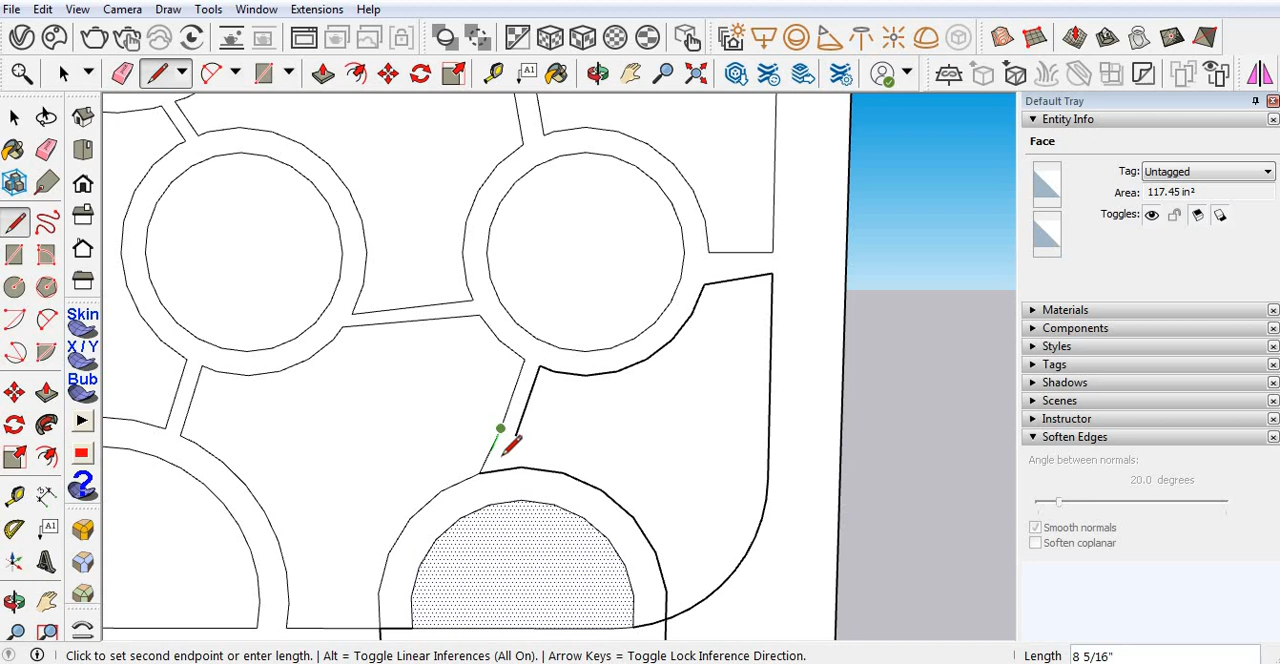 File Edit View Camera Draw Tools Window Extensions Help
A1
Default Tray
Entity Info
Face
Tag: Untagged
Area: 117.45 in²
Toggles:
Skin
X / Y
Bub
?
A1
Materials
Components
Styles
Tags
Shadows
Scenes
Instructor
Soften Edges
Angle between normals:
20.0 degrees
Smooth normals
Soften coplanar
Click to set second endpoint or enter length. | Alt = Toggle Linear Inferences (All On). | Arrow Keys = Toggle Lock Inference Direction.
Length 8 5/16"